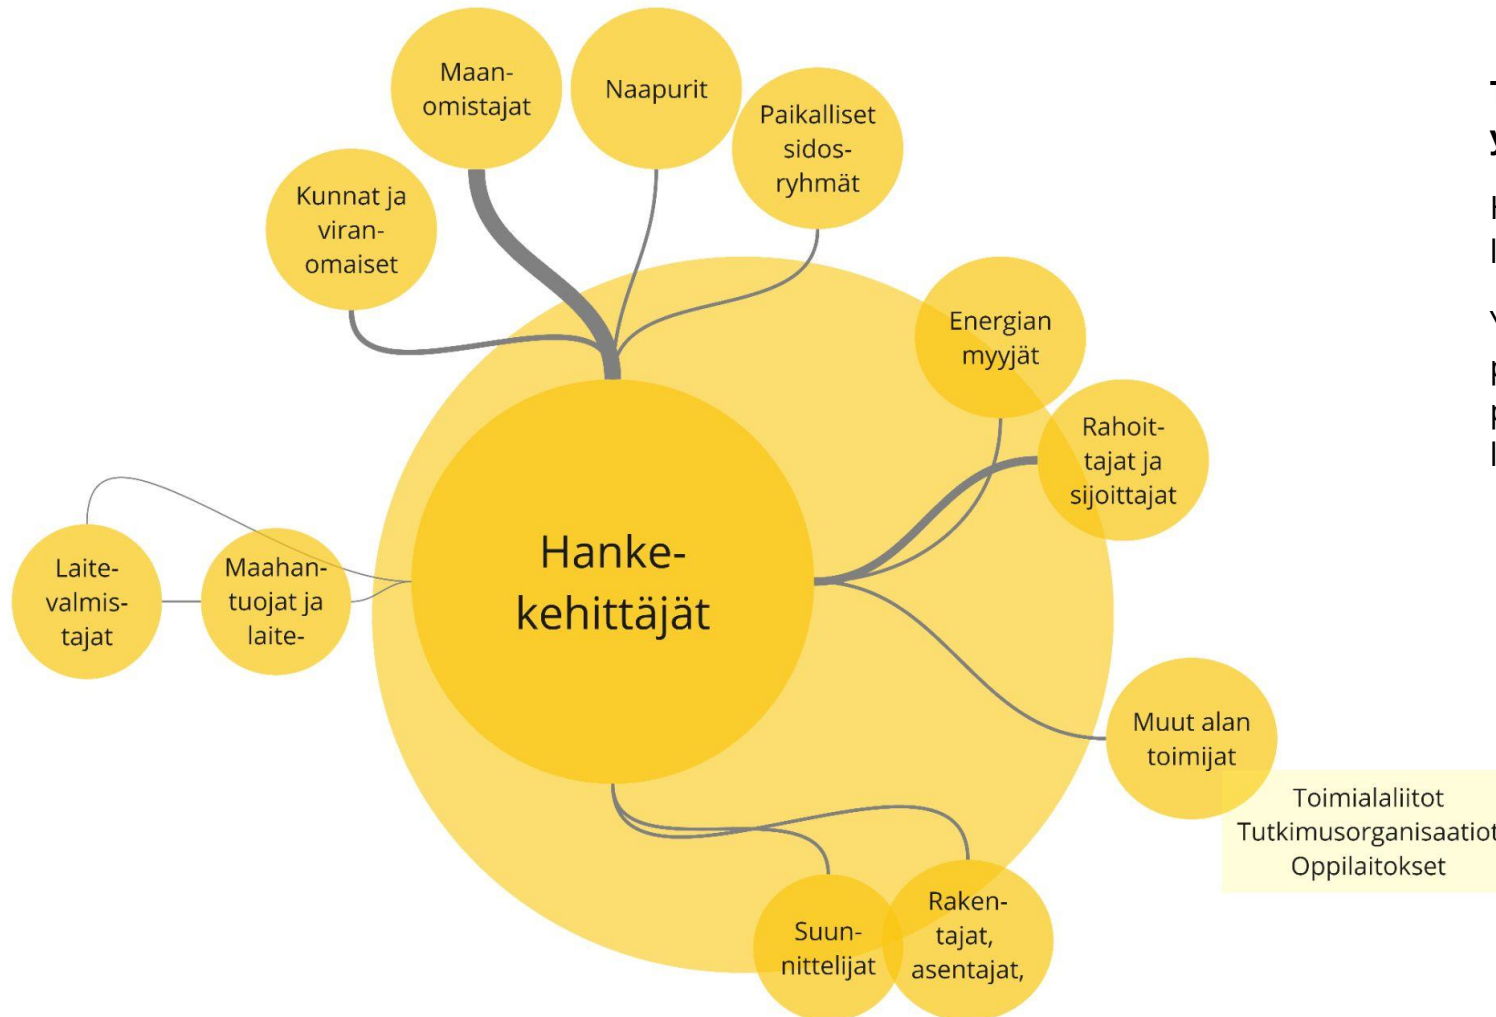 Maan-
omistajat
Naapurit
Paikalliset
sidos-
ryhmät
Kunnat ja
viran-
omaiset
Energian
myyjät
Rahoit-
tajat ja
sijoittajat
Hanke-
kehittäjät
Laite-
valmis-
tajat
Maahan-
tuojat ja
laite-
Muut alan
toimijat
Toimialaliitot
Tutkimusorganisaatiot
Oppilaitokset
Suun-
nittelijat
Raken-
tajat,
asentajat,